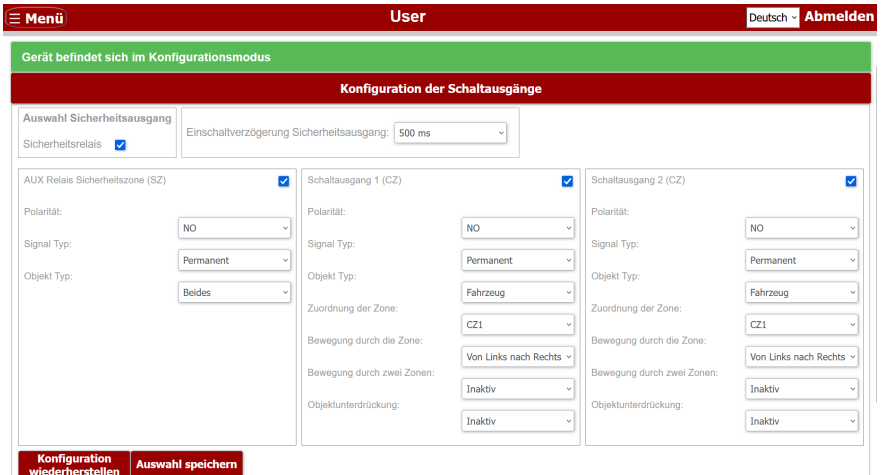 ☰ Menü
User
Deutsch
Abmelden
Gerät befindet sich im Konfigurationsmodus
Konfiguration der Schaltausgänge
Auswahl Sicherheitsausgang
Sicherheitsrelais
Einschaltverzögerung Sicherheitsausgang: 500 ms
AUX Relais Sicherheitszone (SZ)
Polarität:
NO
Signal Typ:
Permanent
Objekt Typ:
Beides
Schaltausgang 1 (CZ)
Polarität:
NO
Signal Typ:
Permanent
Objekt Typ:
Fahrzeug
Zuordnung der Zone:
CZ1
Bewegung durch die Zone:
Von Links nach Rechts
Bewegung durch zwei Zonen:
Inaktiv
Objektunterdrückung:
Inaktiv
Schaltausgang 2 (CZ)
Polarität:
NO
Signal Typ:
Permanent
Objekt Typ:
Fahrzeug
Zuordnung der Zone:
CZ1
Bewegung durch die Zone:
Von Links nach Rechts
Bewegung durch zwei Zonen:
Inaktiv
Objektunterdrückung:
Inaktiv
Konfiguration
wiederherstellen
Auswahl speichern